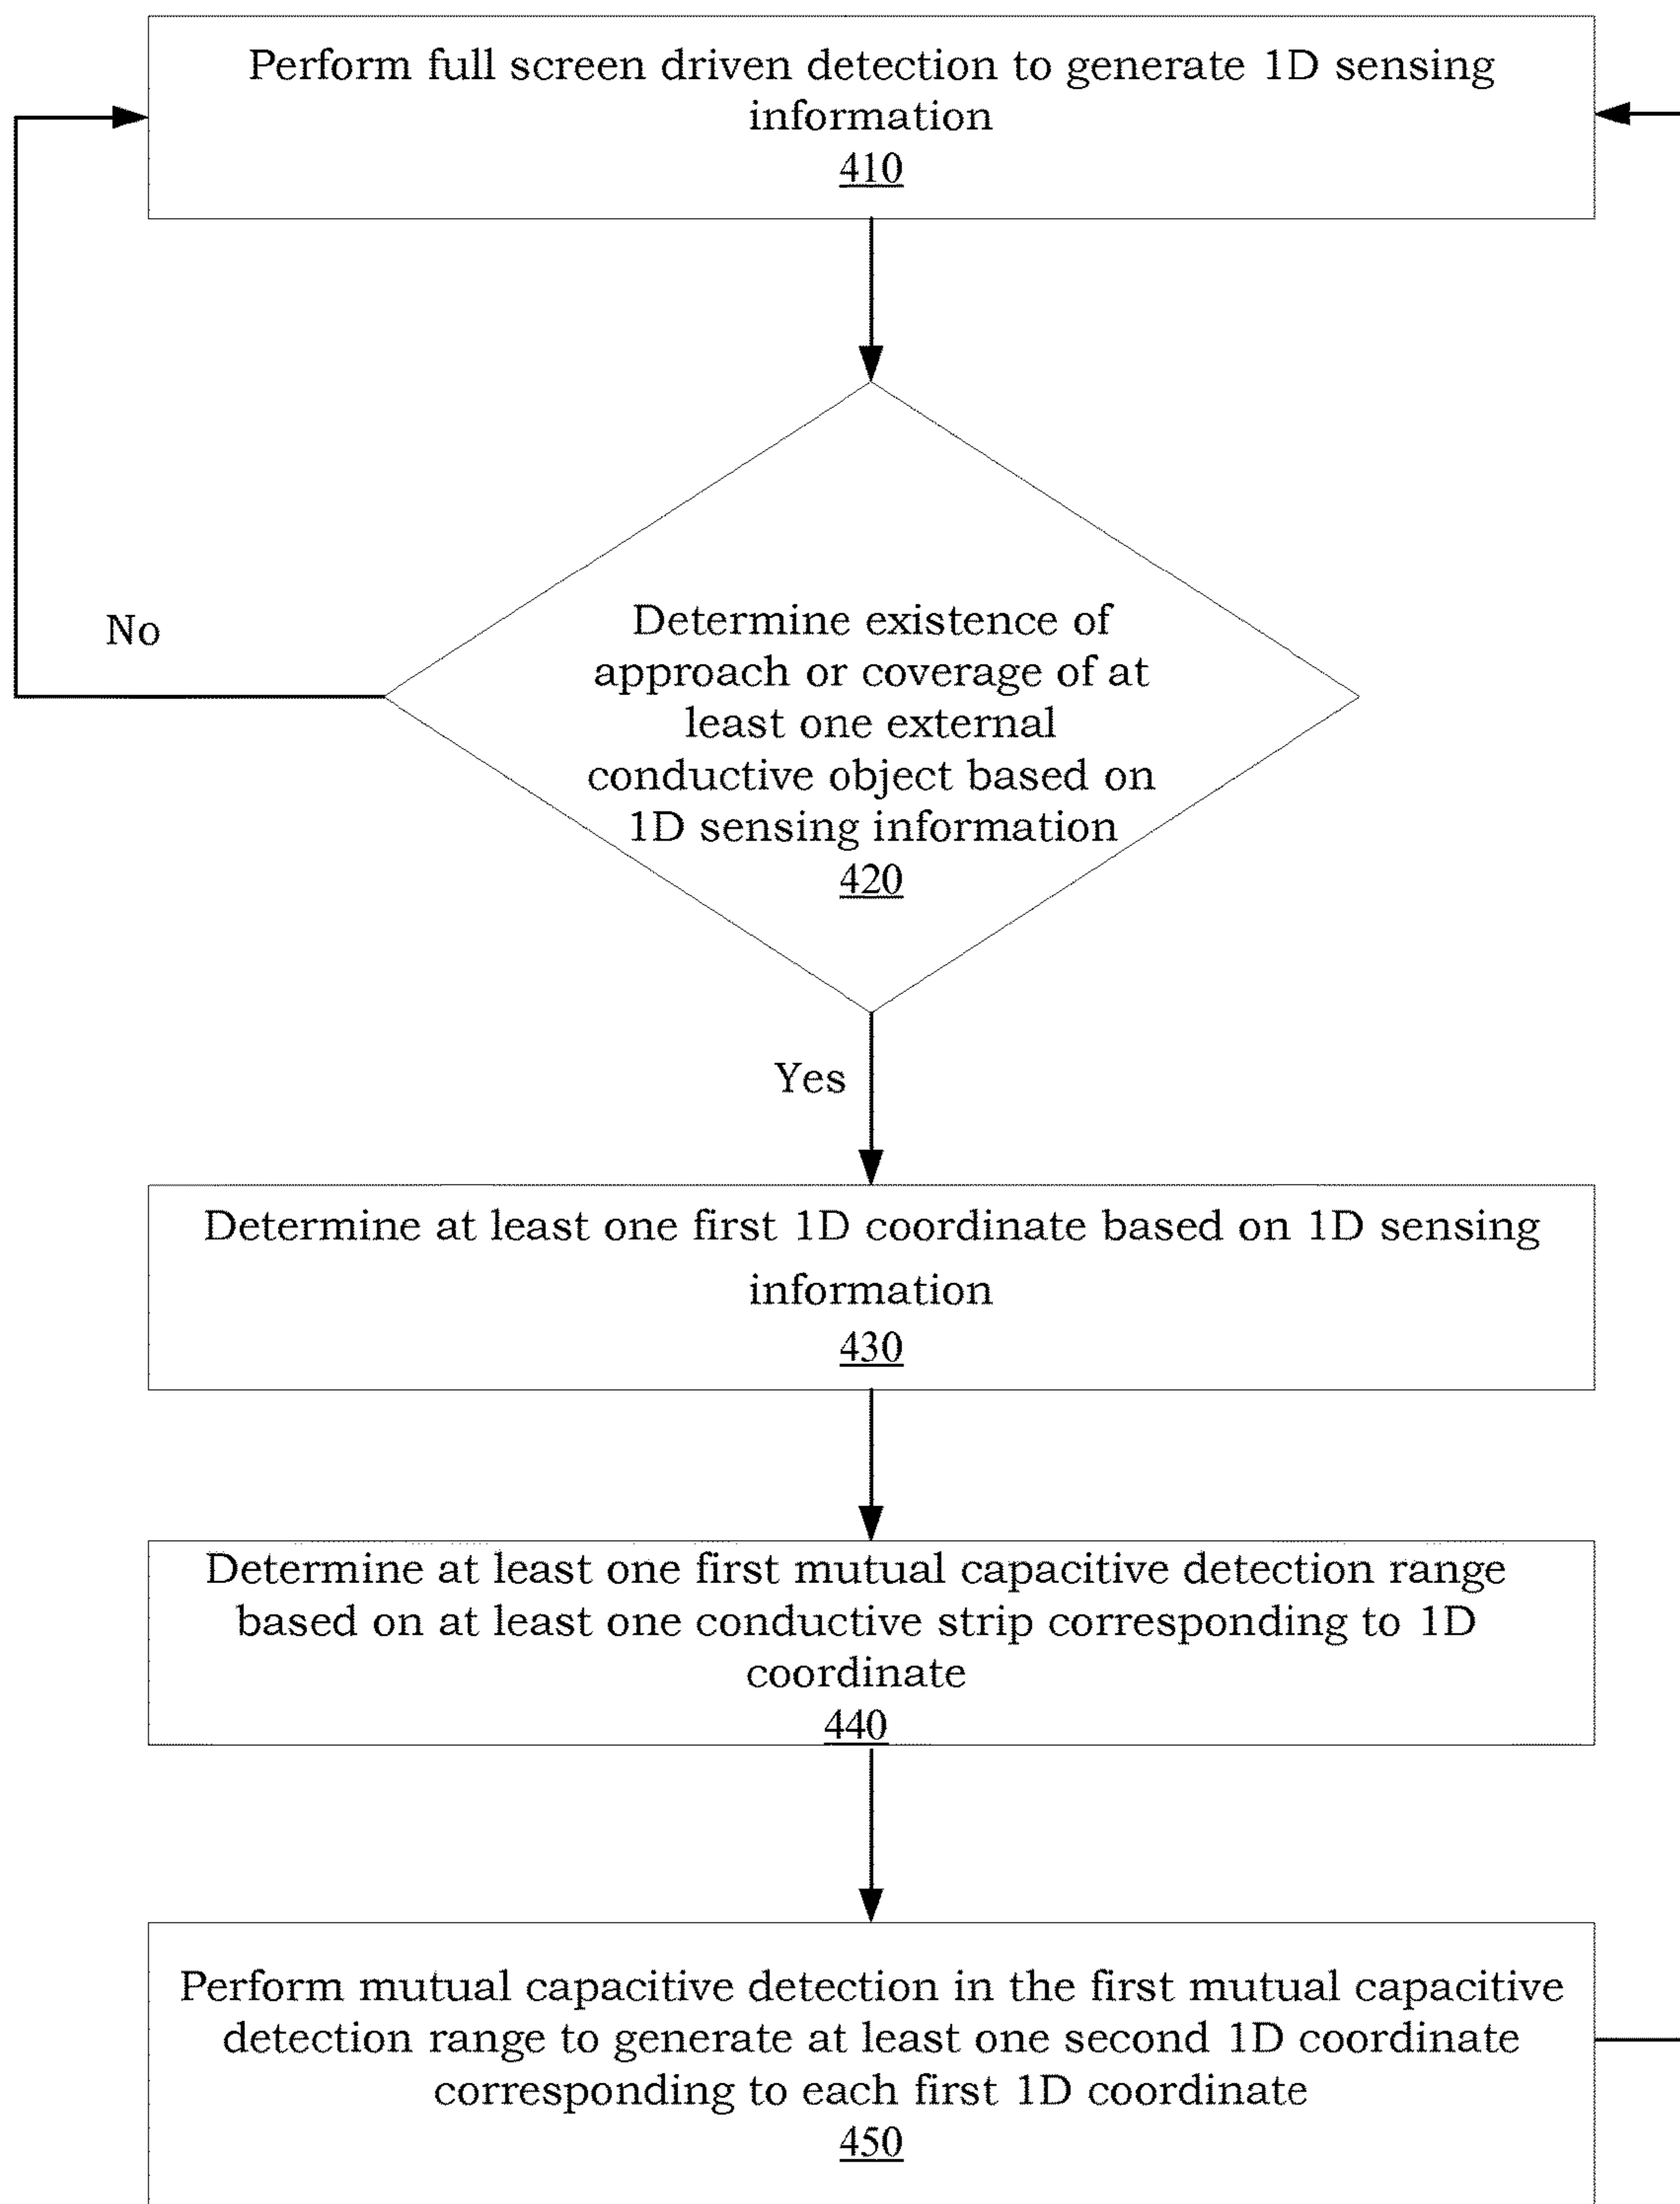 Perform full screen driven detection to generate 1D sensing
information
410
Determine existence of
approach or coverage of at
least one external
conductive object based on
1D sensing information
420
No
Yes
Determine at least one first 1D coordinate based on 1D sensing
information
430
Determine at least one first mutual capacitive detection range
based on at least one conductive strip corresponding to 1D
coordinate
440
Perform mutual capacitive detection in the first mutual capacitive
detection range to generate at least one second 1D coordinate
corresponding to each first 1D coordinate
450